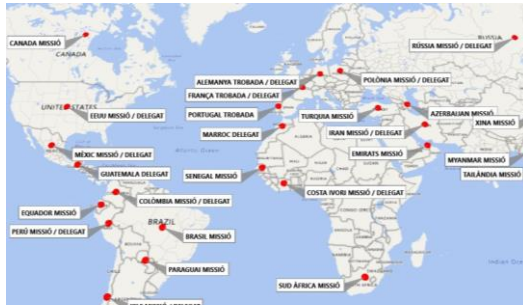 CANADA MISSIÓ
CANADA
RÚSSIA MISSIÓ / DELEGAT
ALEMANYA TROBADA / DELEGAT
POLÒNIA MISSIÓ / DELEGAT
FRANÇA TROBADA / DELEGAT
UNITED STATES
EEUU MISSIÓ / DELEGAT
PORTUGAL TROBADA
TURQUIA MISSIÓ
AZERBAIJAN MISSIÓ
XINA MISSIÓ
MARROC DELEGAT
IRAN MISSIÓ / DELEGAT
MÈXIC MISSIÓ / DELEGAT
EMIRATS MISSIÓ
MYANMAR MISSIÓ
GUATEMALA DELEGAT
SENEGAL MISSIÓ
TAILÀNDIA MISSIÓ
COLÒMBIA MISSIÓ / DELEGAT
COSTA IVORI MISSIÓ / DELEGAT
EQUADOR MISSIÓ
BRAZIL
PERÚ MISSIÓ / DELEGAT
BRASIL MISSIÓ
PARAGUAI MISSIÓ
SUD ÀFRICA MISSIÓ